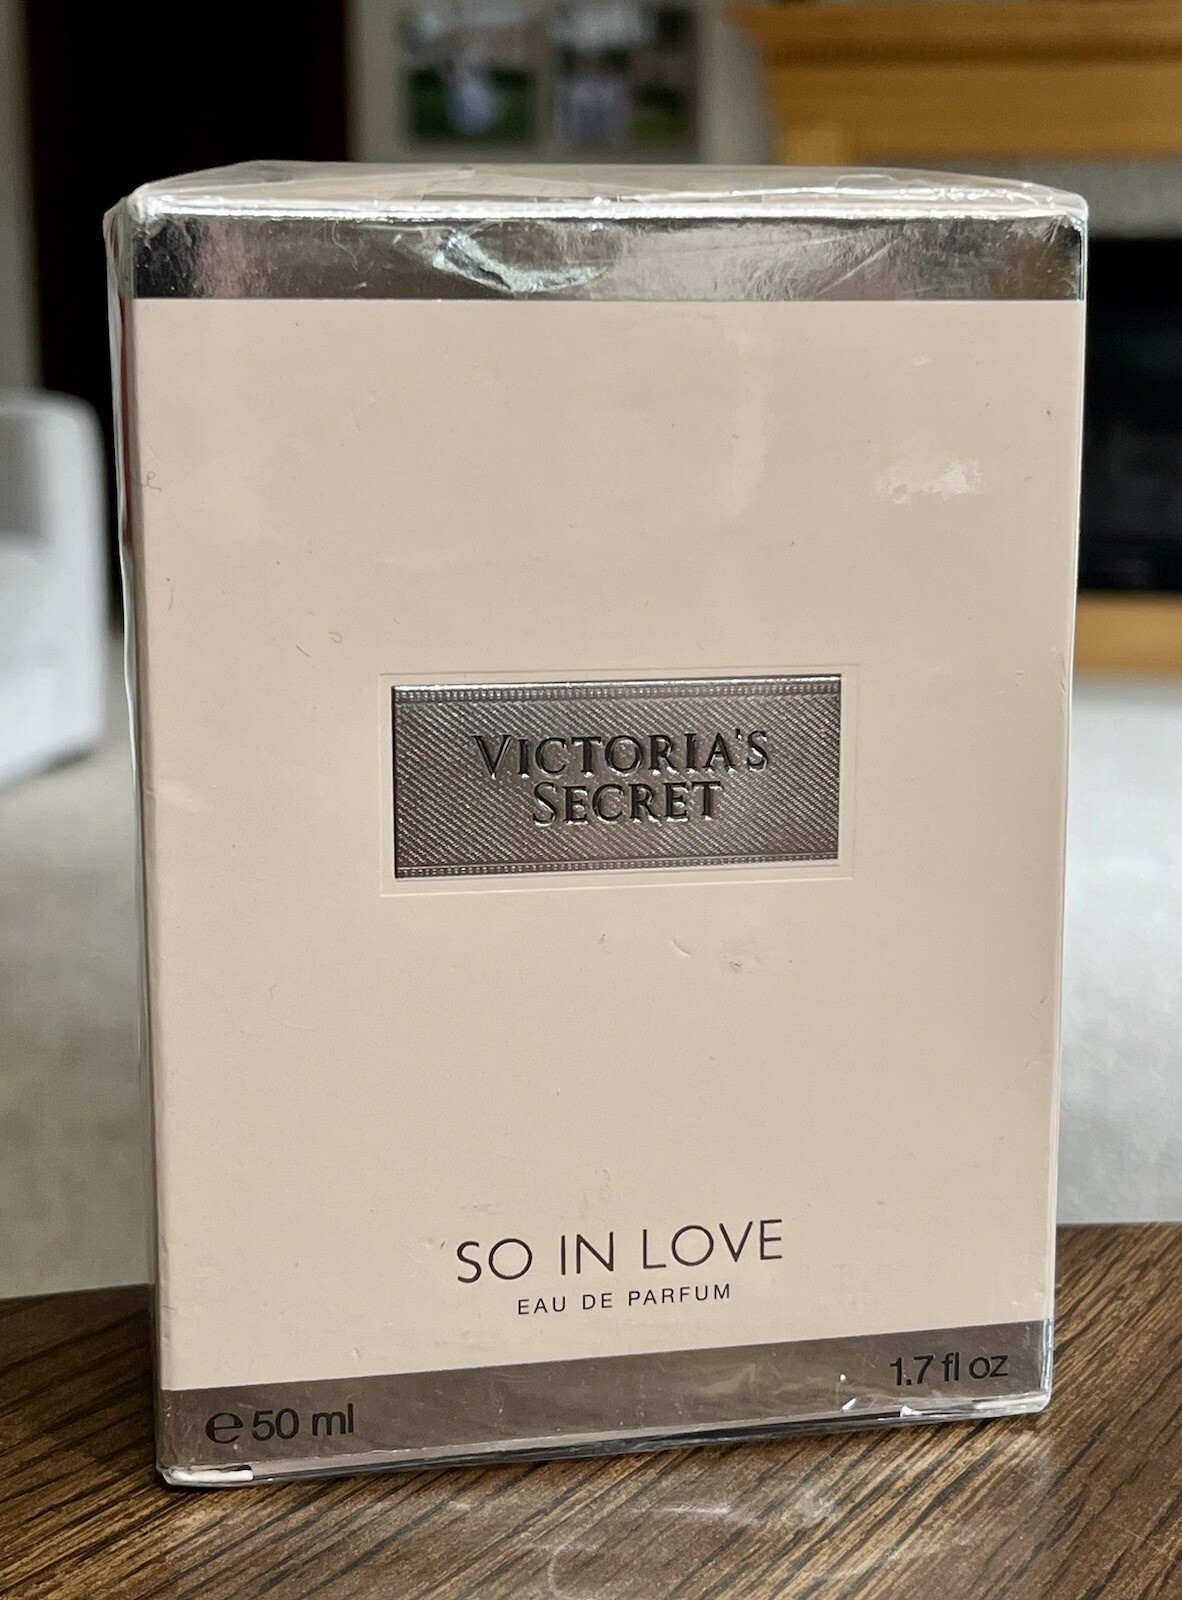 VICTORIA'S
SECRET
SO IN LOVE
EAU DE PARFUM
℮50 ml
1.7 fl oz